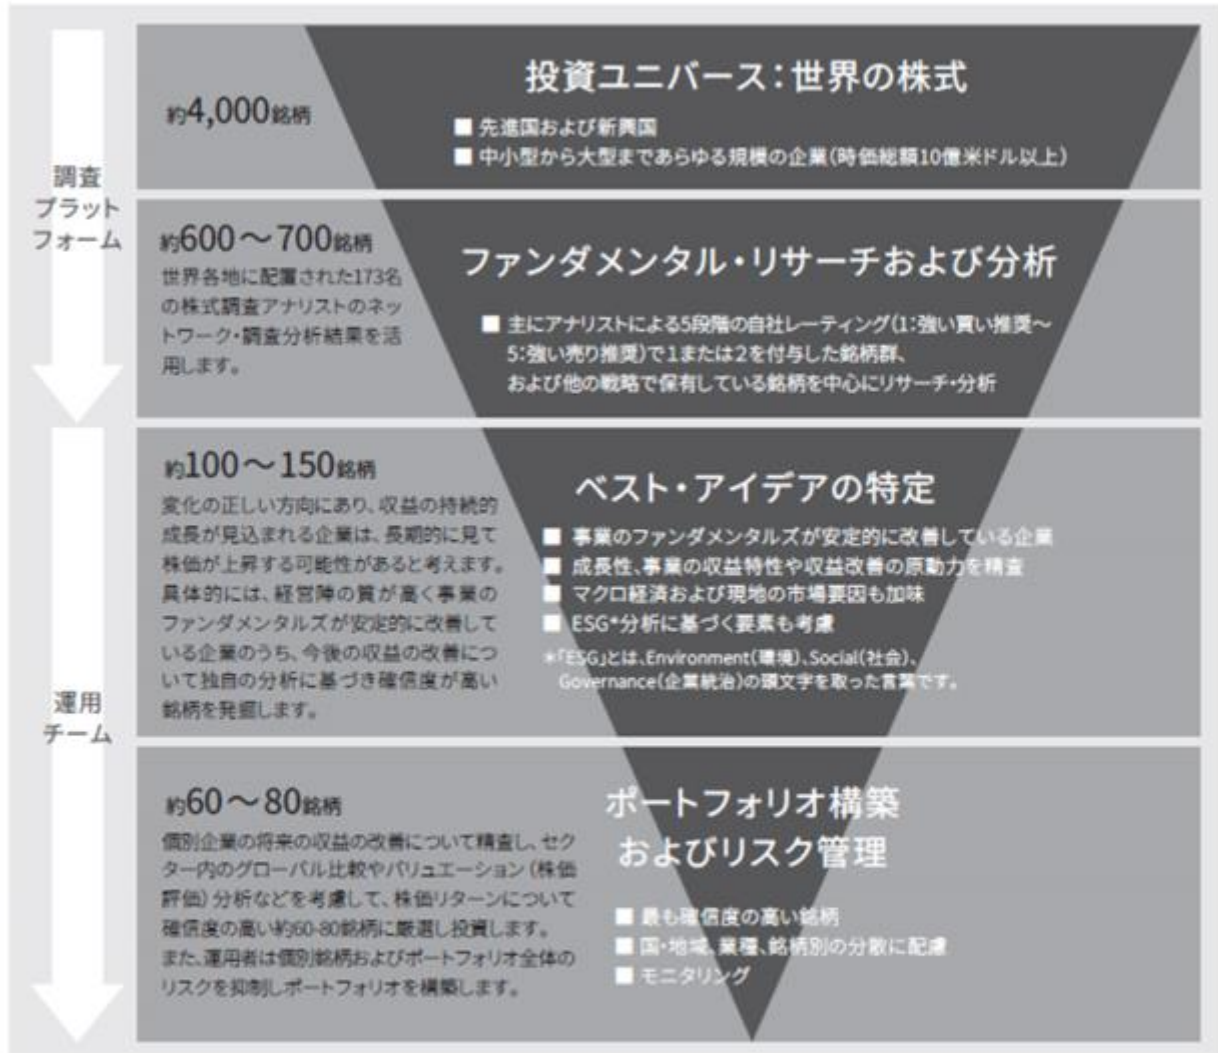 調査
プラット
フォーム
約4,000銘柄
投資ユニバース：世界の株式
■ 先進国および新興国
■ 中小型から大型まであらゆる規模の企業（時価総額10億米ドル以上）
約600～700銘柄
世界各地に配置された173名
の株式調査アナリストのネッ
トワーク・調査分析結果を活
用します。
ファンダメンタル・リサーチおよび分析
■ 主にアナリストによる5段階の自社レーティング（1：強い買い推奨～
5：強い売り推奨）で1または2を付与した銘柄群、
および他の戦略で保有している銘柄を中心にリサーチ・分析
運用
チーム
約100～150銘柄
変化の正しい方向にあり、収益の持続的
成長が見込まれる企業は、長期的に見て
株価が上昇する可能性があると考えます。
具体的には、経営陣の質が高く事業の
ファンダメンタルズが安定的に改善して
いる企業のうち、今後の収益の改善につ
いて独自の分析に基づき確信度が高い
銘柄を発掘します。
ベスト・アイデアの特定
■ 事業のファンダメンタルズが安定的に改善している企業
■ 成長性、事業の収益特性や収益改善の原動力を精査
■ マクロ経済および現地の市場要因も加味
■ ESG*分析に基づく要素も考慮
＊「ESG」とは、Environment（環境）、Social（社会）、
Governance（企業統治）の頭文字を取った言葉です。
約60～80銘柄
個別企業の将来の収益の改善について精査し、セク
ター内のグローバル比較やバリュエーション（株価
評価）分析などを考慮して、株価リターンについて
確信度の高い約60-80銘柄に厳選し投資します。
また、運用者は個別銘柄およびポートフォリオ全体の
リスクを抑制しポートフォリオを構築します。
ポートフォリオ構築
およびリスク管理
■ 最も確信度の高い銘柄
■ 国・地域、業種、銘柄別の分散に配慮
■ モニタリング